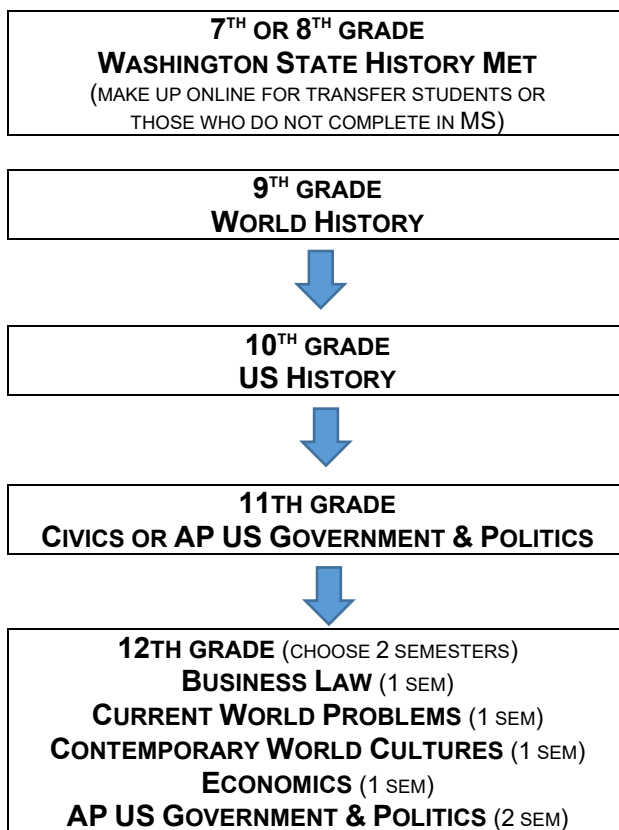 7TH OR 8TH GRADE
WASHINGTON STATE HISTORY MET
(MAKE UP ONLINE FOR TRANSFER STUDENTS OR
THOSE WHO DO NOT COMPLETE IN MS)
9TH GRADE
WORLD HISTORY
10TH GRADE
US HISTORY
11TH GRADE
CIVICS OR AP US GOVERNMENT & POLITICS
12TH GRADE (CHOOSE 2 SEMESTERS)
BUSINESS LAW (1 SEM)
CURRENT WORLD PROBLEMS (1 SEM)
CONTEMPORARY WORLD CULTURES (1 SEM)
ECONOMICS (1 SEM)
AP US GOVERNMENT & POLITICS (2 SEM)